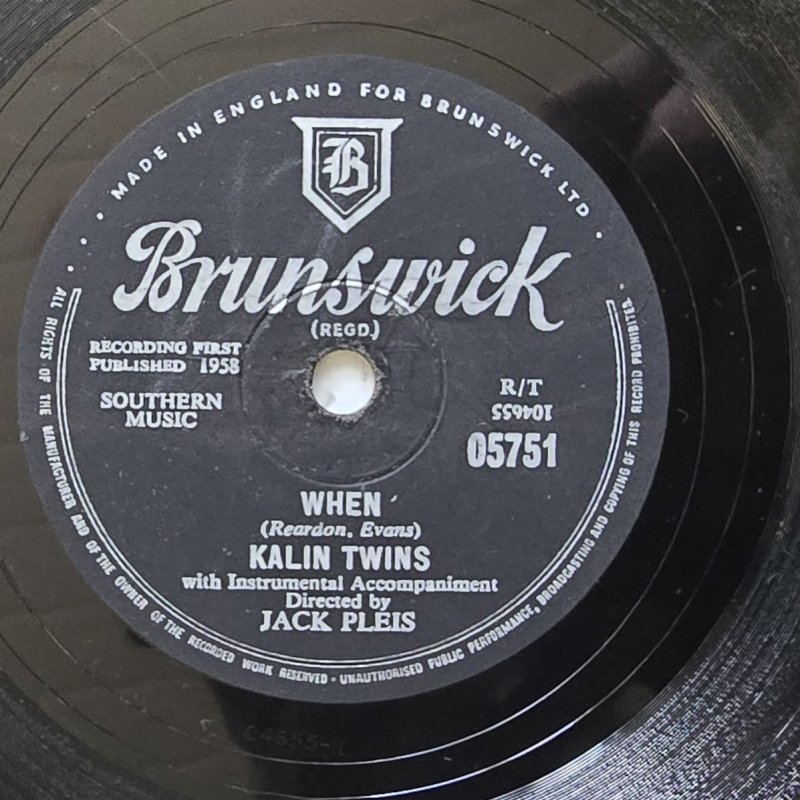 MADE IN ENGLAND FOR BRUNSWICK LTD.
B
Brunswick
(REGD.)
RECORDING FIRST
PUBLISHED 1958
SOUTHERN
MUSIC
R/T
104655
05751
WHEN
(Reardon, Evans)
KALIN TWINS
with Instrumental Accompaniment
Directed by
JACK PLEIS
ALL RIGHTS OF THE MANUFACTURER AND OF THE OWNER OF THE RECORDED WORK RESERVED · UNAUTHORISED PUBLIC PERFORMANCE, BROADCASTING AND COPYING OF THIS RECORD PROHIBITED ·